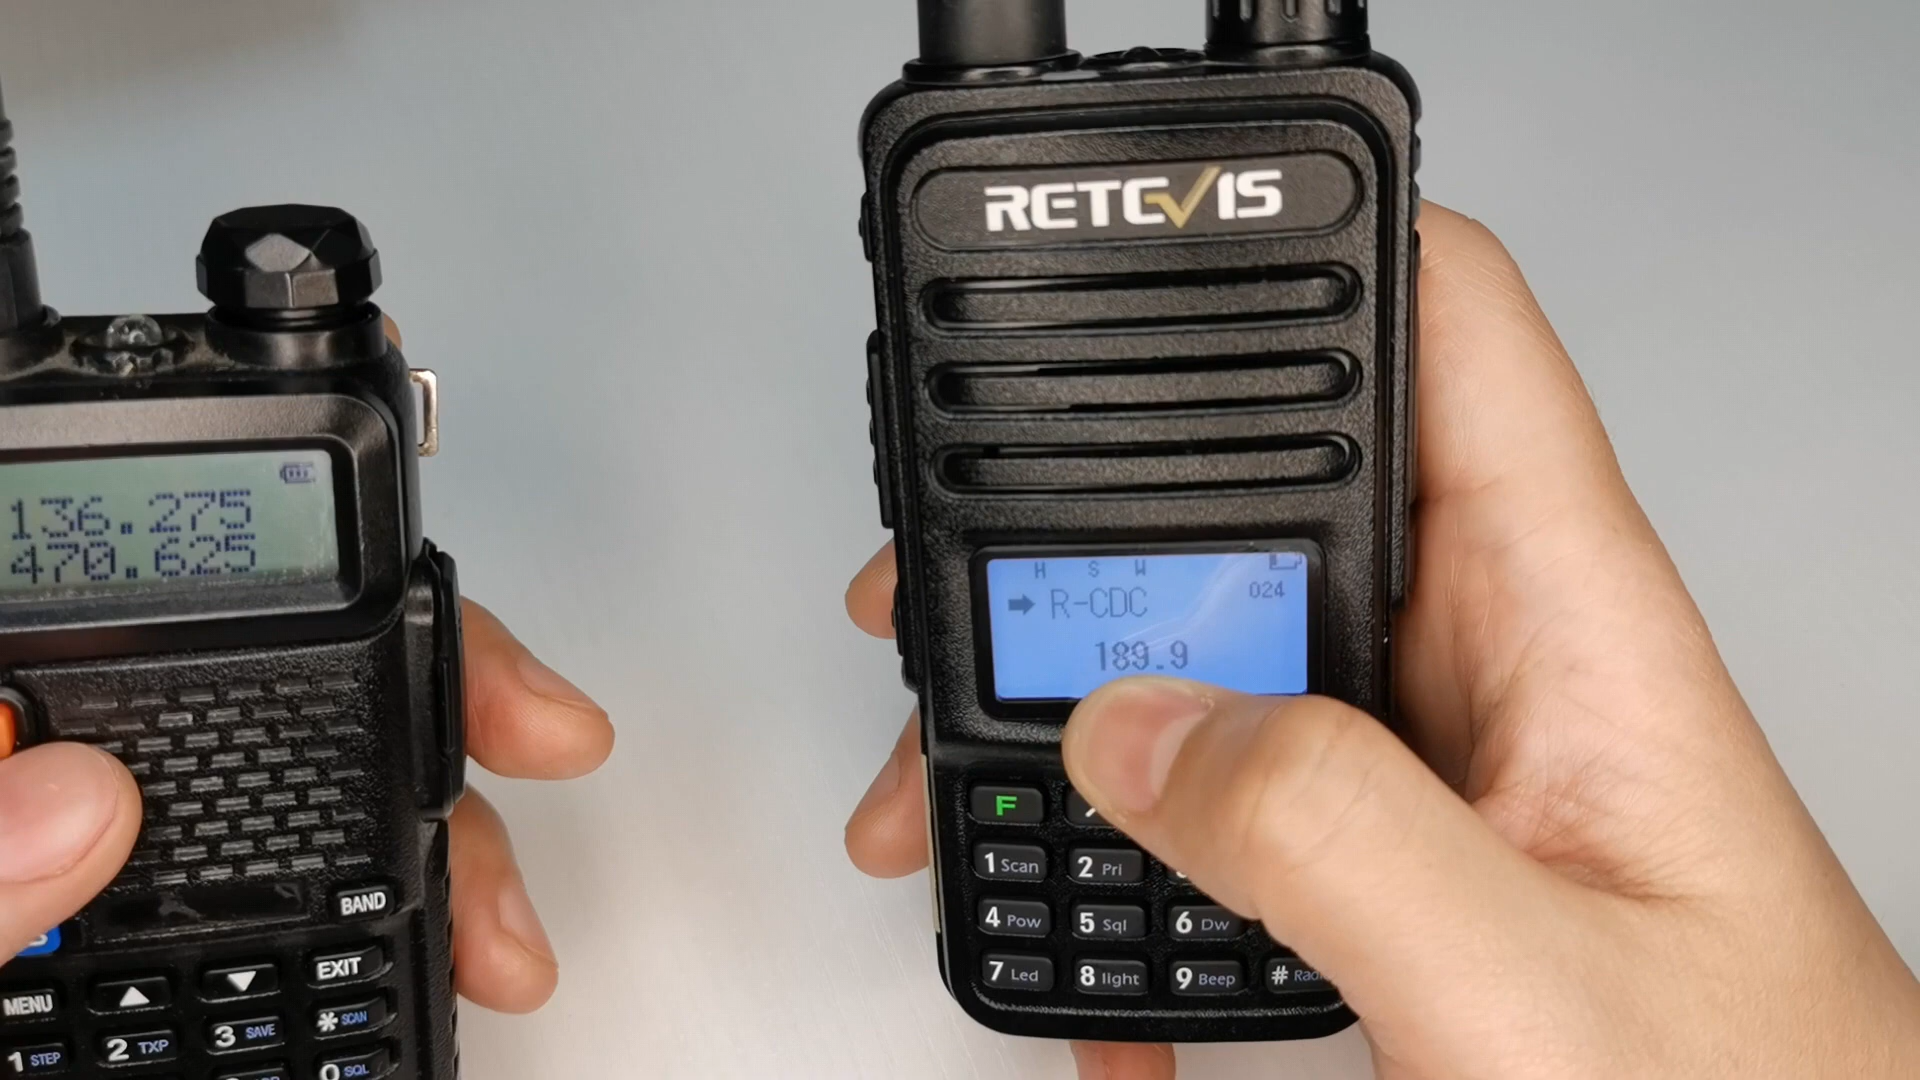 136.275
470.625
BAND
MENU
EXIT
1 STEP
2 TXP
3 SAVE
* SCAN
0 SQL
RETEVIS
H S W
R-CDC
024
189.9
F
1 Scan
2 Pri
4 Pow
5 Sql
6 Dw
7 Led
8 light
9 Beep
#